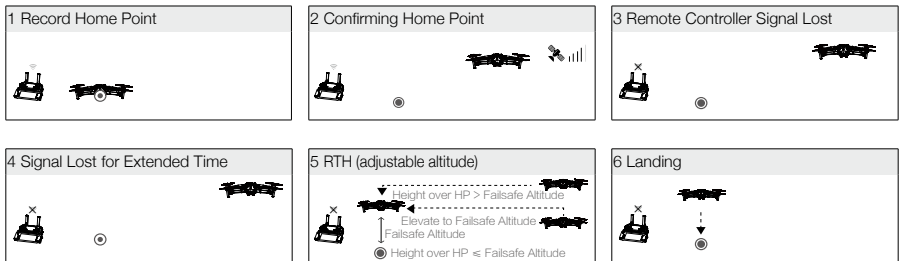 1 Record Home Point
2 Confirming Home Point
3 Remote Controller Signal Lost
4 Signal Lost for Extended Time
5 RTH (adjustable altitude)
Height over HP > Failsafe Altitude
Elevate to Failsafe Altitude
Failsafe Altitude
Height over HP ≤ Failsafe Altitude
6 Landing